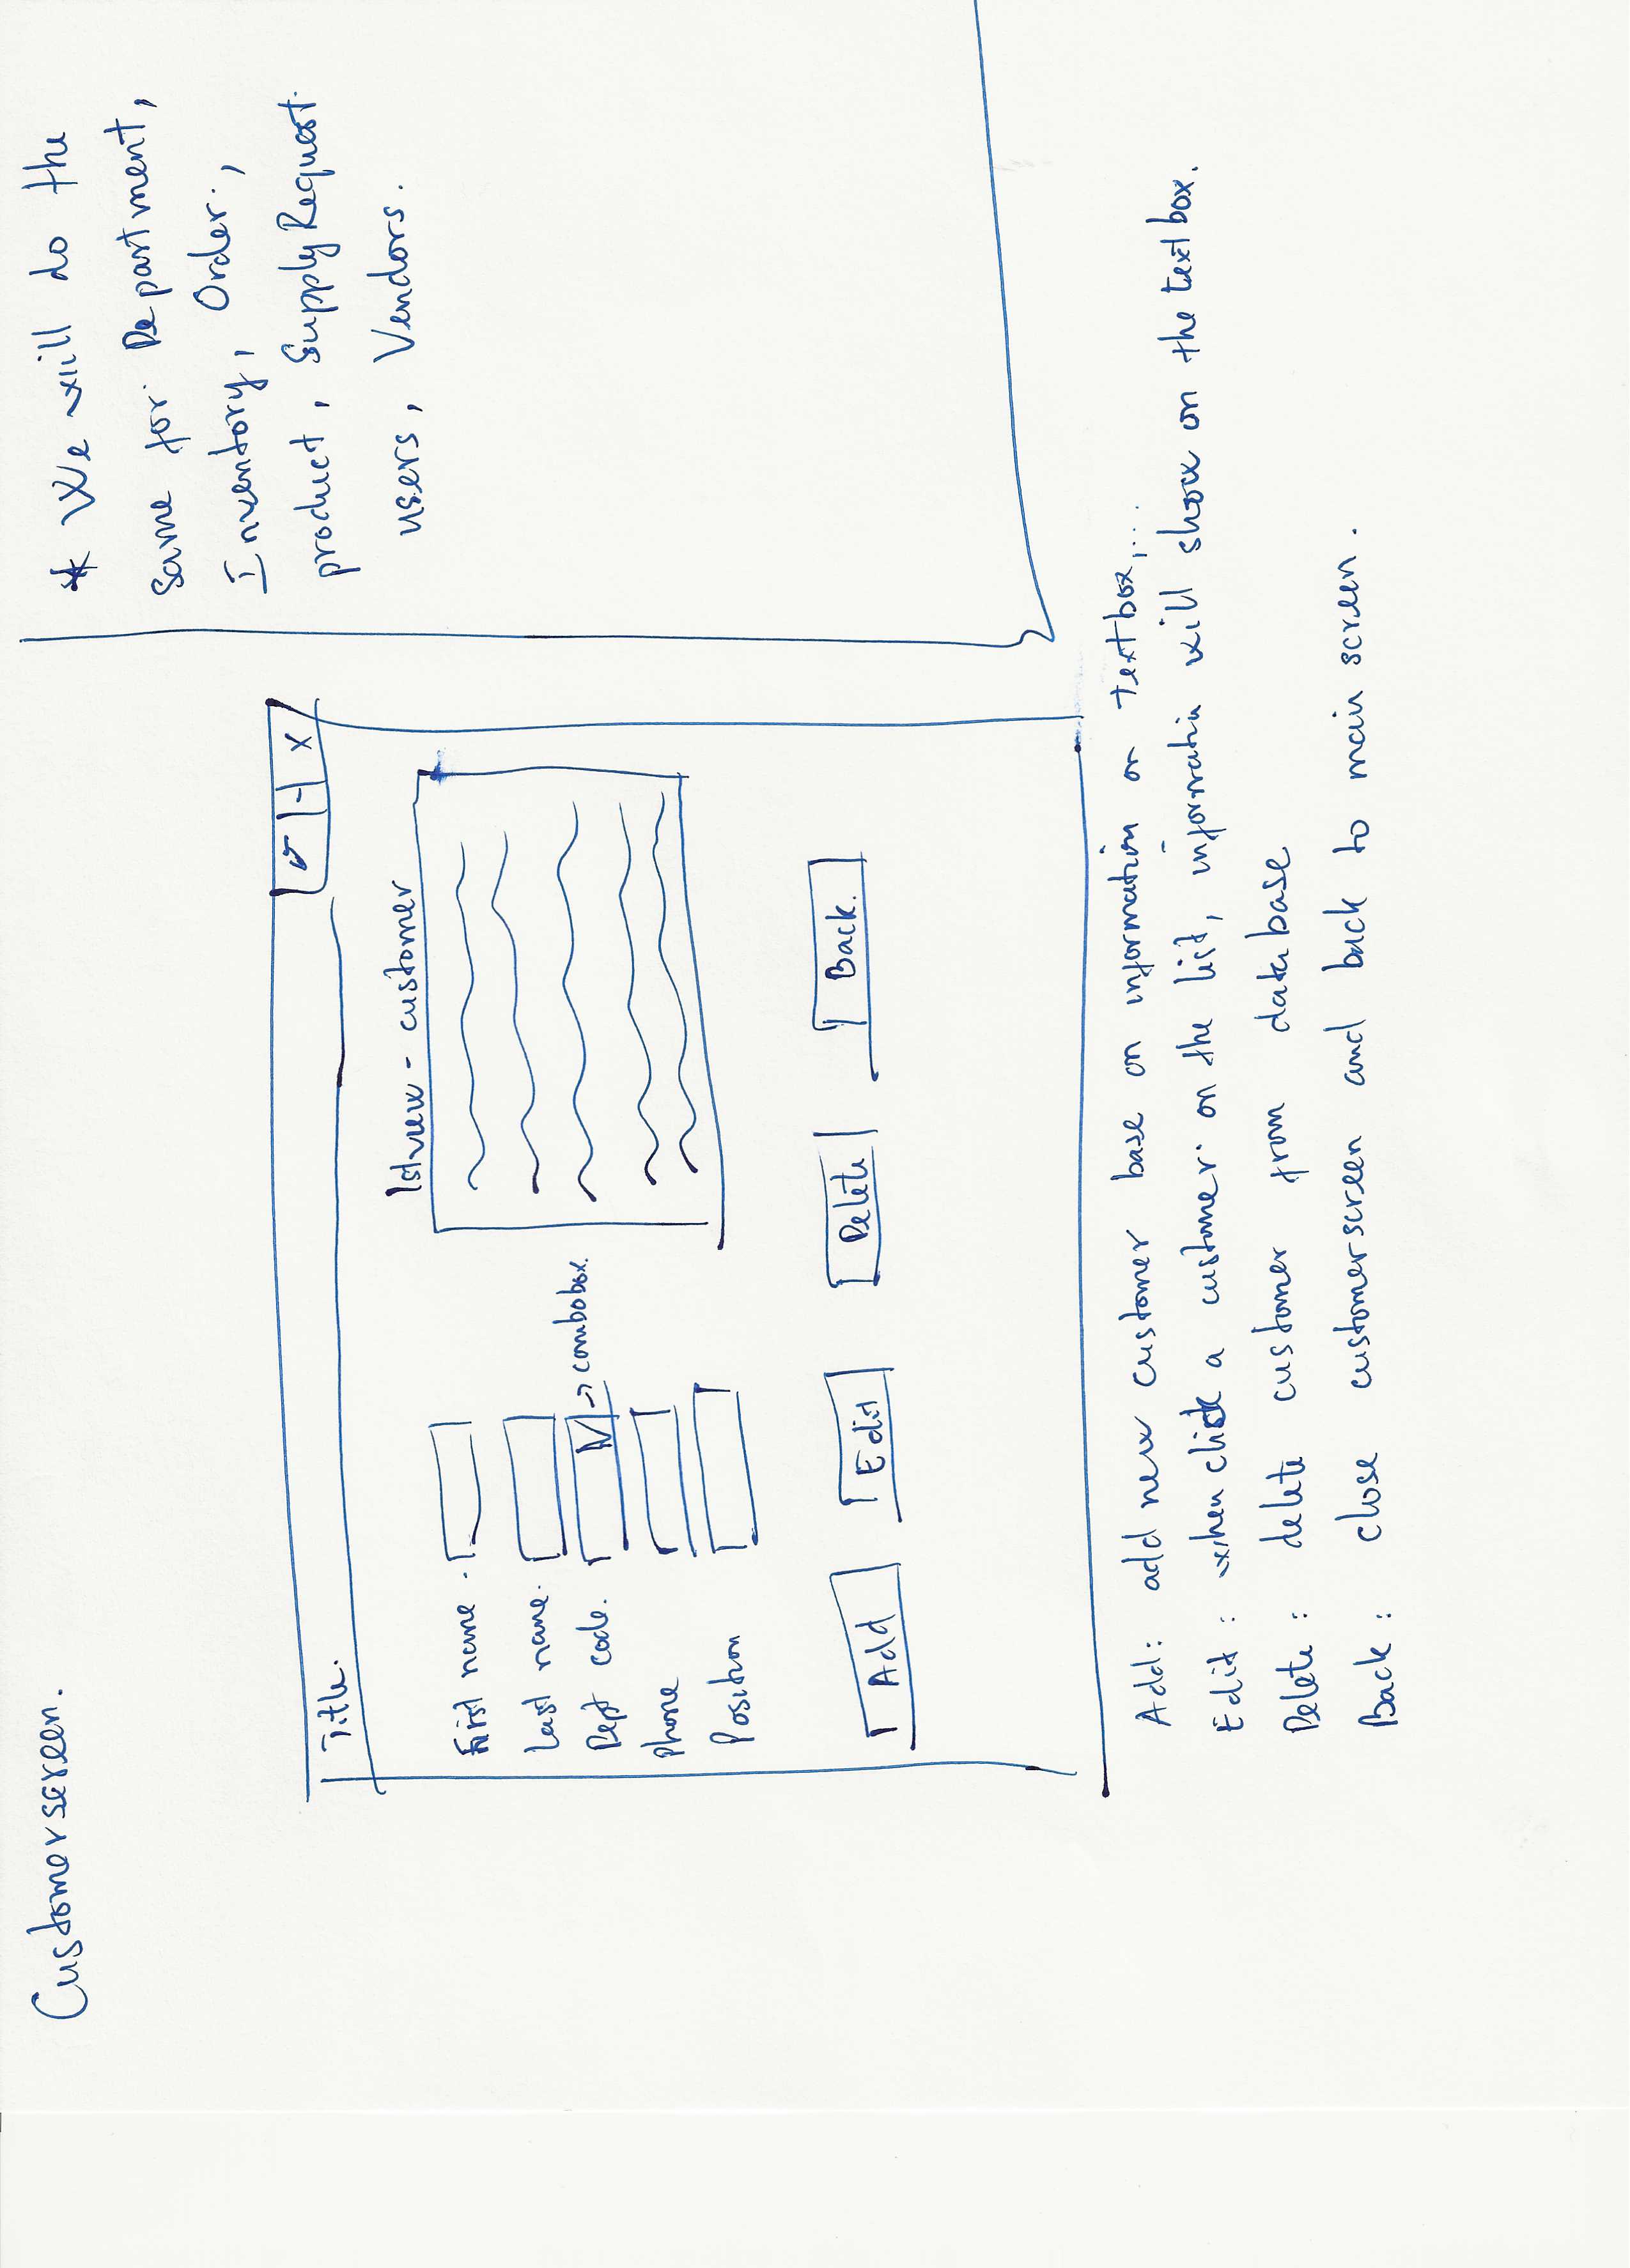 Customerscreen.
* We will do the
same for Department,
Inventory, Order,
product, SupplyRequest
users, Vendors.
Title.
X
lstview - customer
First name
Last name.
Dept code.
-> combobox.
Phone
Position
Add
Edit
Delete
Back.
Add: add new customer base on information on textbox,...
Edit: when click a customer on the list, information will show on the text box.
Delete: delete customer from database
Back: close customerscreen and back to main screen.